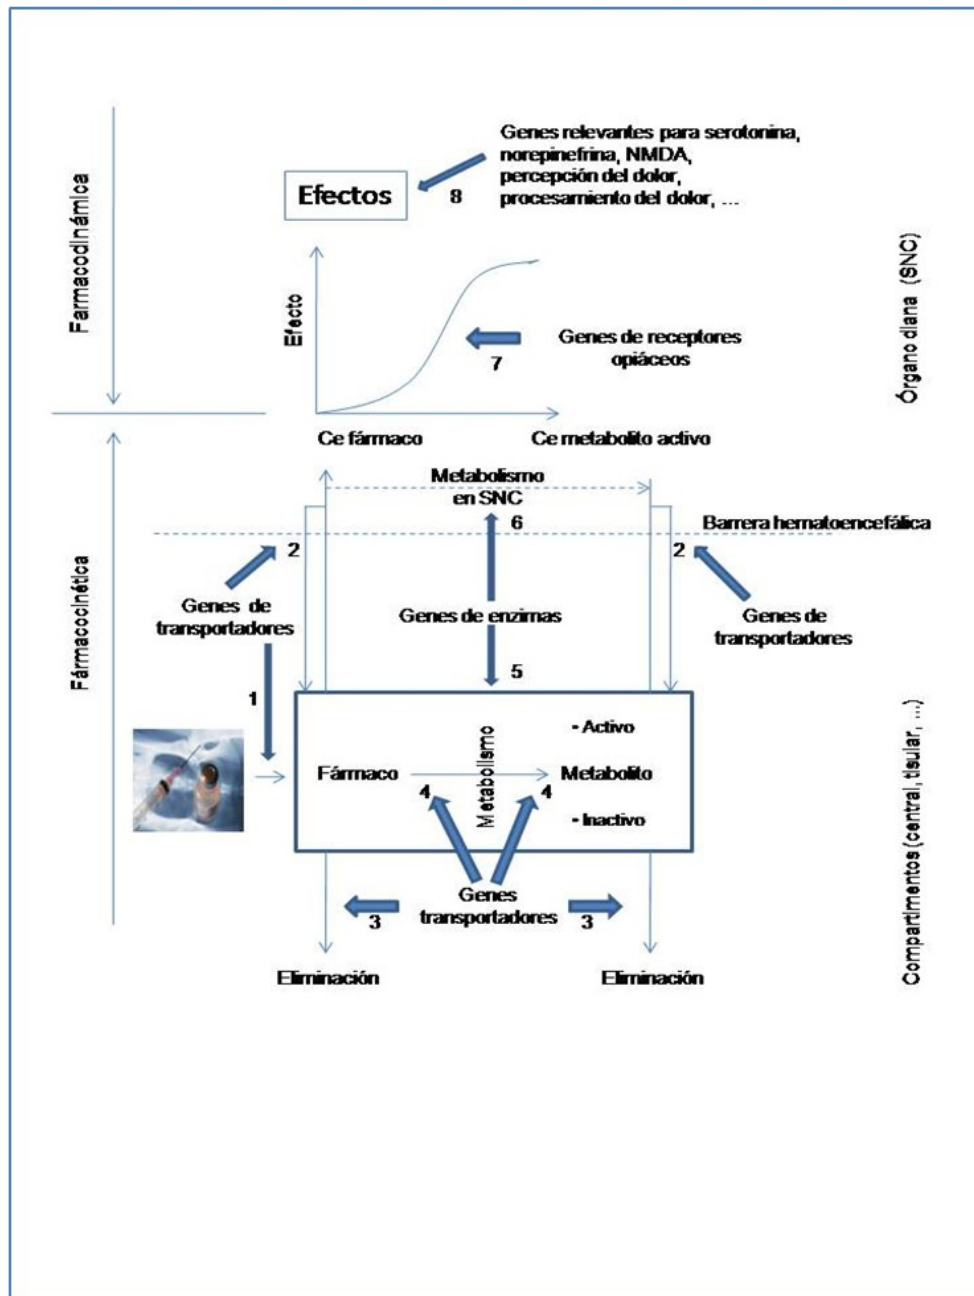 Genes relevantes para serotonina,
norepinefrina, NMDA,
percepción del dolor,
procesamiento del dolor, ...
8
Efectos
Farmacodinámica
Órgano diana (SNC)
Efecto
7
Genes de receptores
opiáceos
Ce fármaco
Ce metabolito activo
Metabolismo
en SNC
6
Barrera hematoencefálica
2
2
Fármacocinética
Genes de
transportadores
Genes de enzimas
Genes de
transportadores
5
1
- Activo
Fármaco
Metabolismo
Metabolito
4
4
- Inactivo
Genes
transportadores
3
3
Eliminación
Eliminación
Compartimentos (central, tisular, ...)